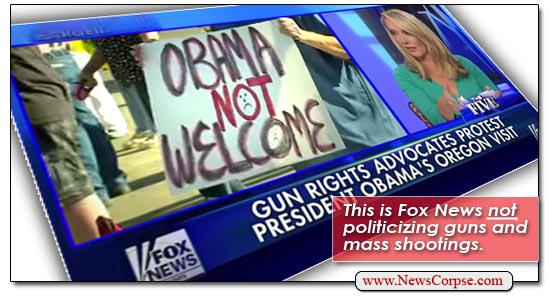 OBAMA
NOT
WELCOME
FIVE
GUN RIGHTS ADVOCATES PROTEST
PRESIDENT OBAMA'S OREGON VISIT
FOX
NEWS
This is Fox News not
politicizing guns and
mass shootings.
www.NewsCorpse.com